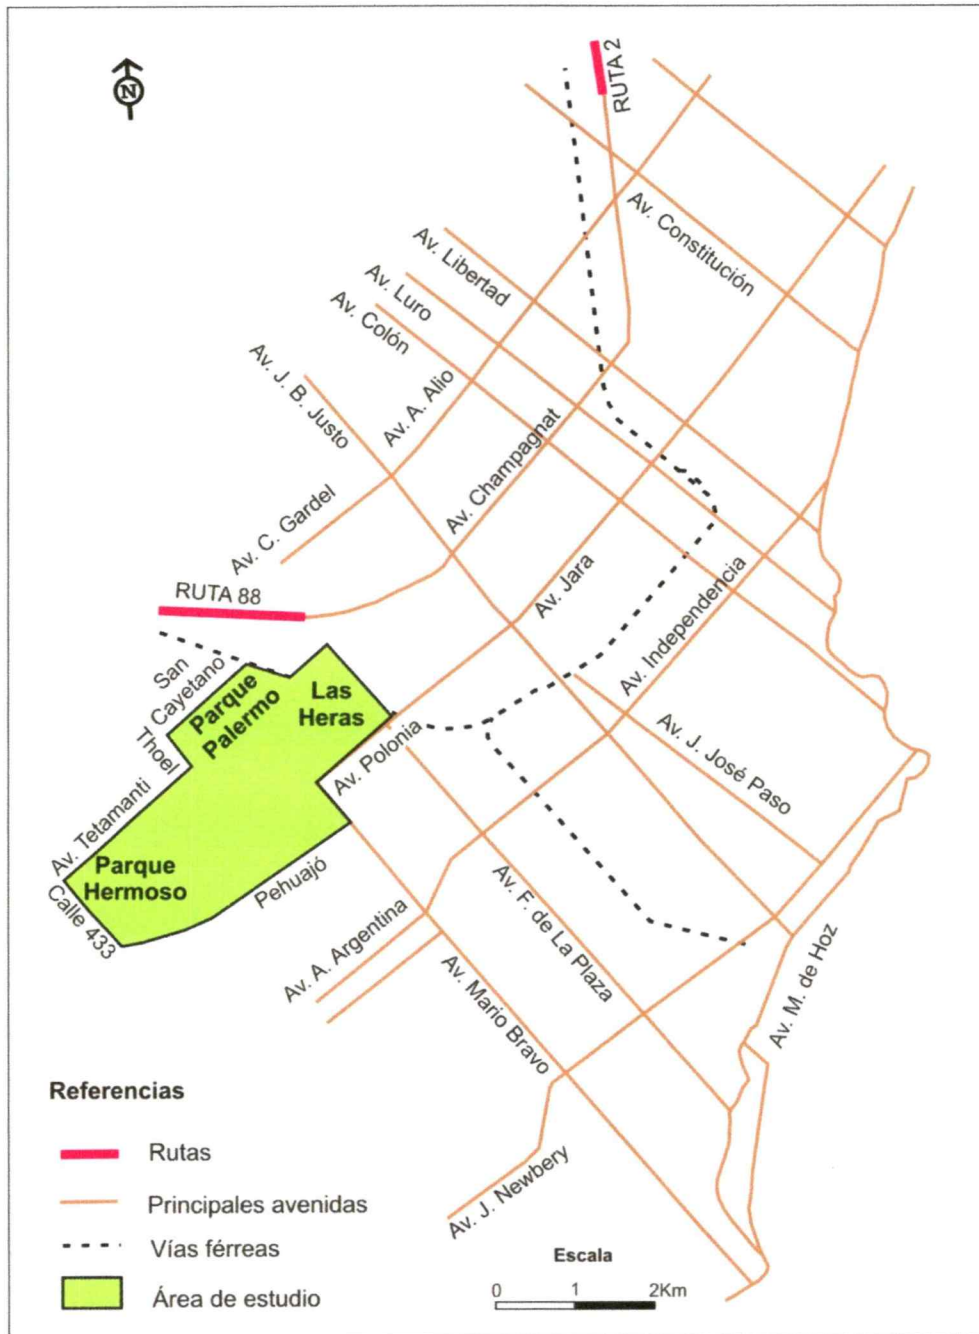 N
RUTA 2
Av. Constitución
Av. Libertad
Av. Luro
Av. Colón
Av. J. B. Justo
Av. A. Alio
Av. Champagnat
Av. C. Gardel
RUTA 88
Av. Jara
Av. Independencia
San
Cayetano
Thoel
Parque
Palermo
Las
Heras
Av. Polonia
Av. J. José Paso
Av. Tetamanti
Parque
Hermoso
Calle 433
Pehuajó
Av. A. Argentina
Av. F. de La Plaza
Av. Mario Bravo
Av. M. de Hoz
Av. J. Newbery
Referencias
Rutas
Principales avenidas
Vías férreas
Área de estudio
Escala
0 1 2Km